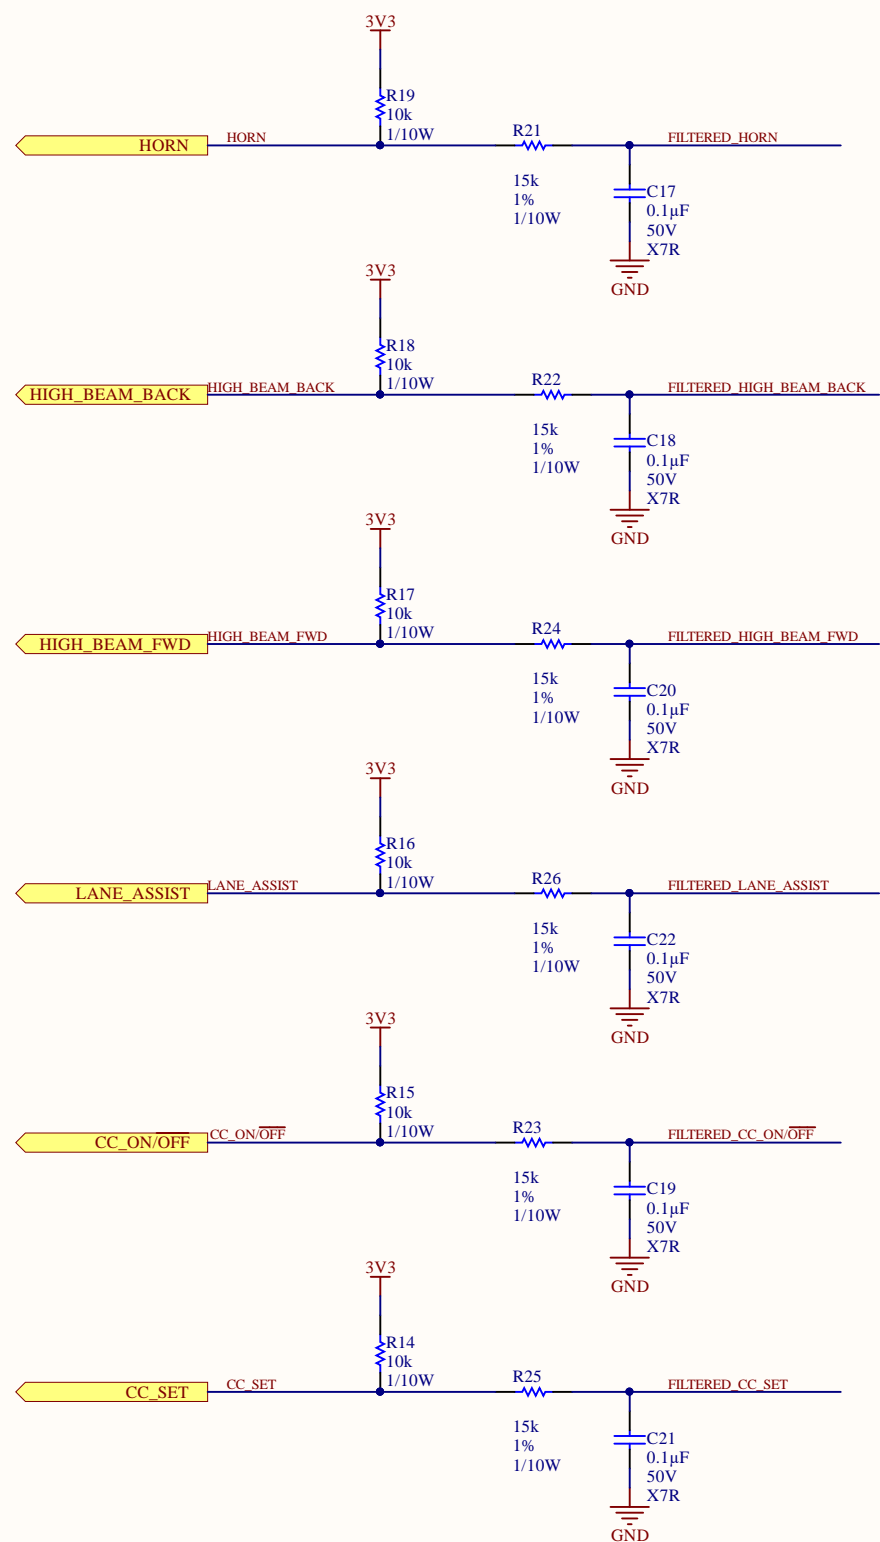 3V3
R19
10k
1/10W
HORN
HORN
R21
FILTERED_HORN
15k
1%
1/10W
C17
0.1µF
50V
X7R
GND
3V3
R18
10k
1/10W
HIGH_BEAM_BACK
HIGH_BEAM_BACK
R22
FILTERED_HIGH_BEAM_BACK
15k
1%
1/10W
C18
0.1µF
50V
X7R
GND
3V3
R17
10k
1/10W
HIGH_BEAM_FWD
HIGH_BEAM_FWD
R24
FILTERED_HIGH_BEAM_FWD
15k
1%
1/10W
C20
0.1µF
50V
X7R
GND
3V3
R16
10k
1/10W
LANE_ASSIST
LANE_ASSIST
R26
FILTERED_LANE_ASSIST
15k
1%
1/10W
C22
0.1µF
50V
X7R
GND
3V3
R15
10k
1/10W
CC_ON/O̅F̅F̅
CC_ON/O̅F̅F̅
R23
FILTERED_CC_ON/O̅F̅F̅
15k
1%
1/10W
C19
0.1µF
50V
X7R
GND
3V3
R14
10k
1/10W
CC_SET
CC_SET
R25
FILTERED_CC_SET
15k
1%
1/10W
C21
0.1µF
50V
X7R
GND